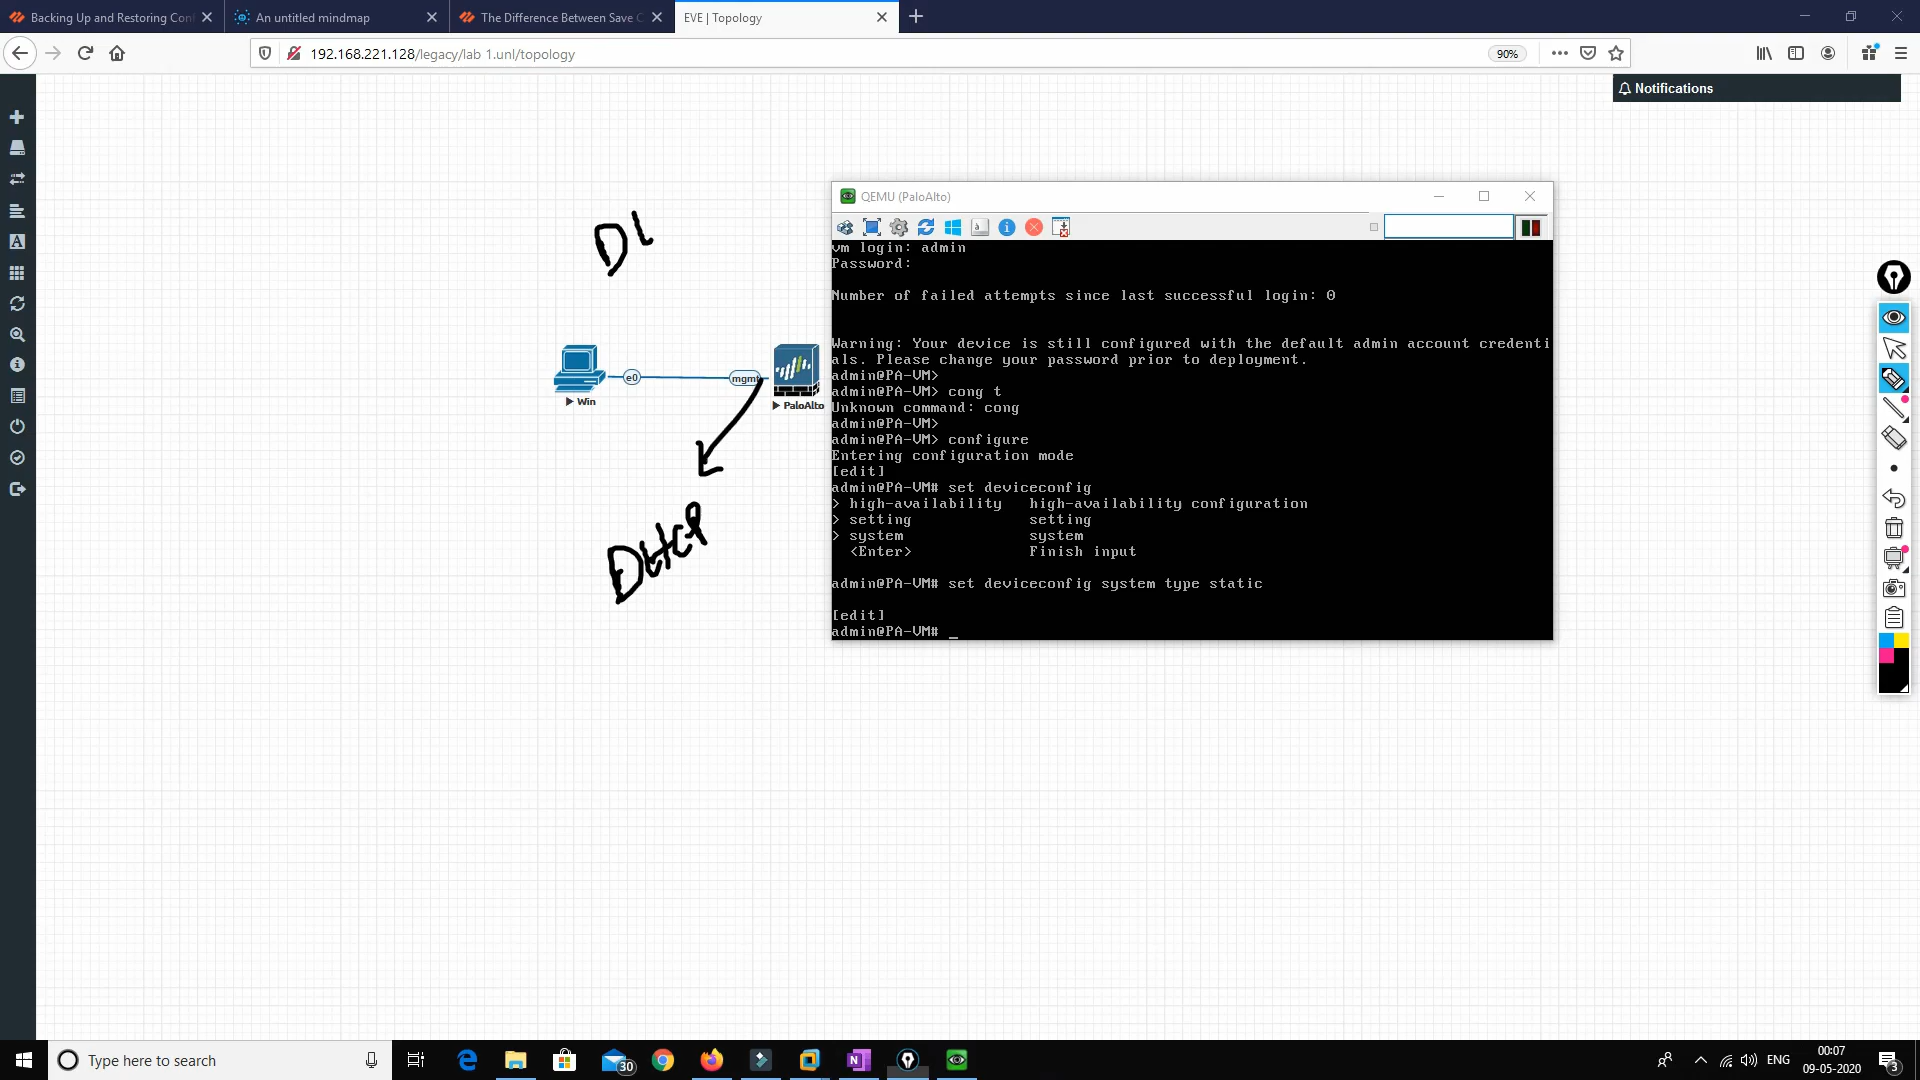 Backing Up and Restoring Con
An untitled mindmap
The Difference Between Save C
EVE | Topology
192.168.221.128/legacy/lab 1.unl/topology
90%
Notifications
QEMU (PaloAlto)
vm login: admin
Password:
Number of failed attempts since last successful login: 0
Warning: Your device is still configured with the default admin account credenti
als. Please change your password prior to deployment.
admin@PA-VM>
admin@PA-VM> cong t
Unknown command: cong
admin@PA-VM>
admin@PA-VM> configure
Entering configuration mode
[edit]
admin@PA-VM# set deviceconfig
> high-availability high-availability configuration
> setting setting
> system system
<Enter> Finish input
admin@PA-VM# set deviceconfig system type static
[edit]
admin@PA-VM# _
e0
mgmt
Win
PaloAlto
Type here to search
30
ENG
00:07
09-05-2020
3